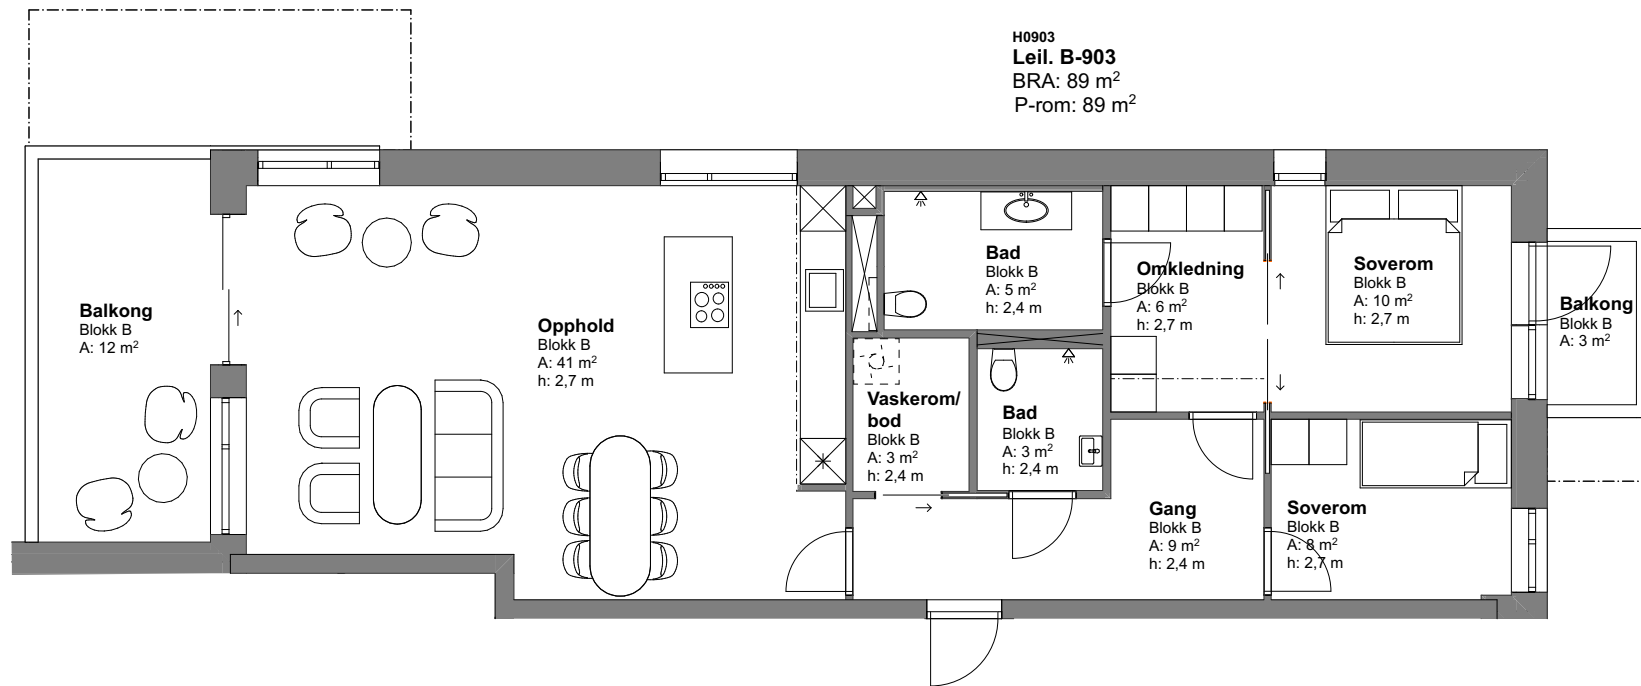 H0903
Leil. B-903
BRA: 89 m²
P-rom: 89 m²
Balkong
Blokk B
A: 12 m²
Opphold
Blokk B
A: 41 m²
h: 2,7 m
Bad
Blokk B
A: 5 m²
h: 2,4 m
Omkledning
Blokk B
A: 6 m²
h: 2,7 m
Soverom
Blokk B
A: 10 m²
h: 2,7 m
Balkong
Blokk B
A: 3 m²
Vaskerom/
bod
Blokk B
A: 3 m²
h: 2,4 m
Bad
Blokk B
A: 3 m²
h: 2,4 m
Gang
Blokk B
A: 9 m²
h: 2,4 m
Soverom
Blokk B
A: 8 m²
h: 2,7 m